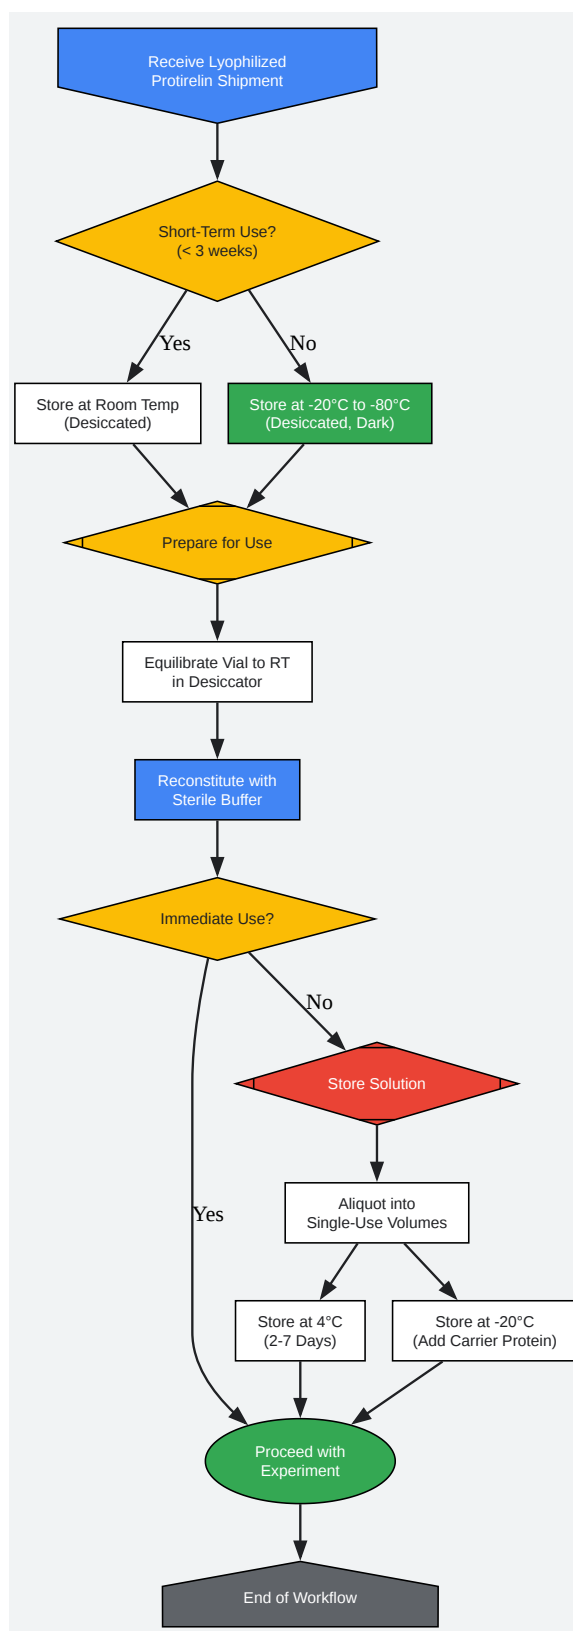 Receive Lyophilized
Protirelin Shipment
Short-Term Use?
(< 3 weeks)
Yes
No
Store at Room Temp
(Desiccated)
Store at -20°C to -80°C
(Desiccated, Dark)
Prepare for Use
Equilibrate Vial to RT
in Desiccator
Reconstitute with
Sterile Buffer
Immediate Use?
No
Store Solution
Aliquot into
Single-Use Volumes
Yes
Store at 4°C
(2-7 Days)
Store at -20°C
(Add Carrier Protein)
Proceed with
Experiment
End of Workflow